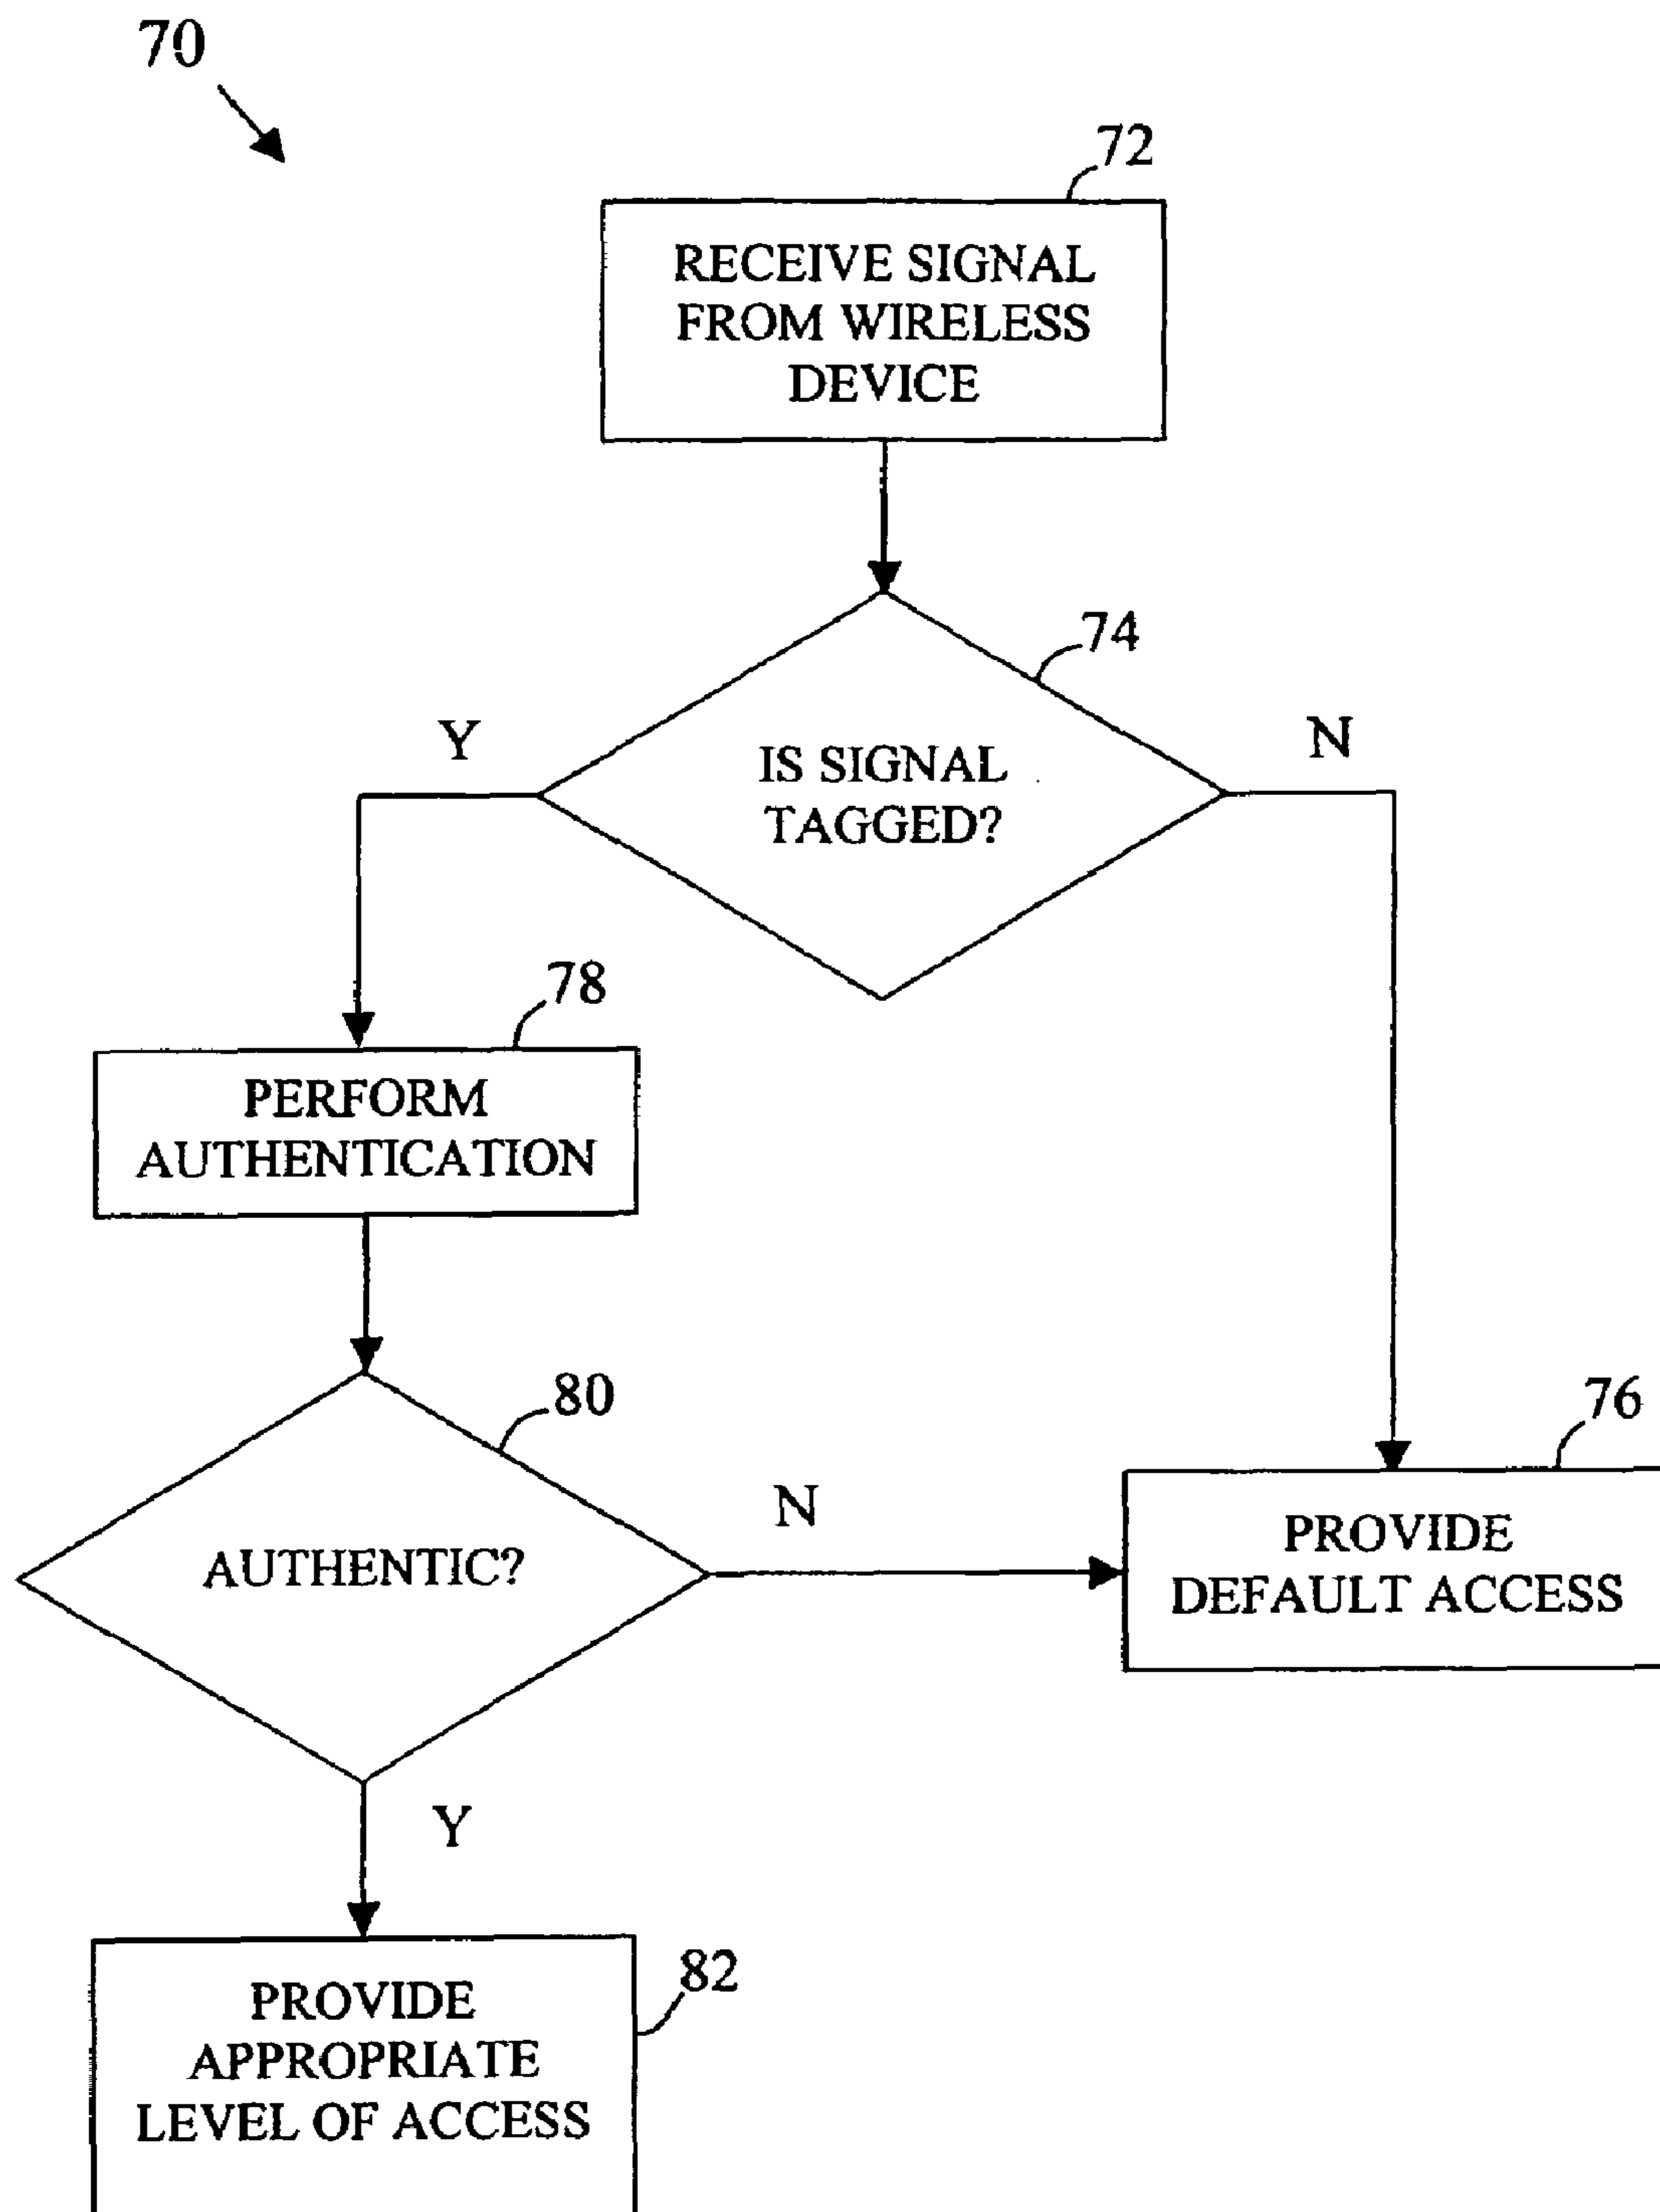 70
72
RECEIVE SIGNAL
FROM WIRELESS
DEVICE
74
Y
IS SIGNAL
TAGGED?
N
78
PERFORM
AUTHENTICATION
80
AUTHENTIC?
N
76
PROVIDE
DEFAULT ACCESS
Y
82
PROVIDE
APPROPRIATE
LEVEL OF ACCESS